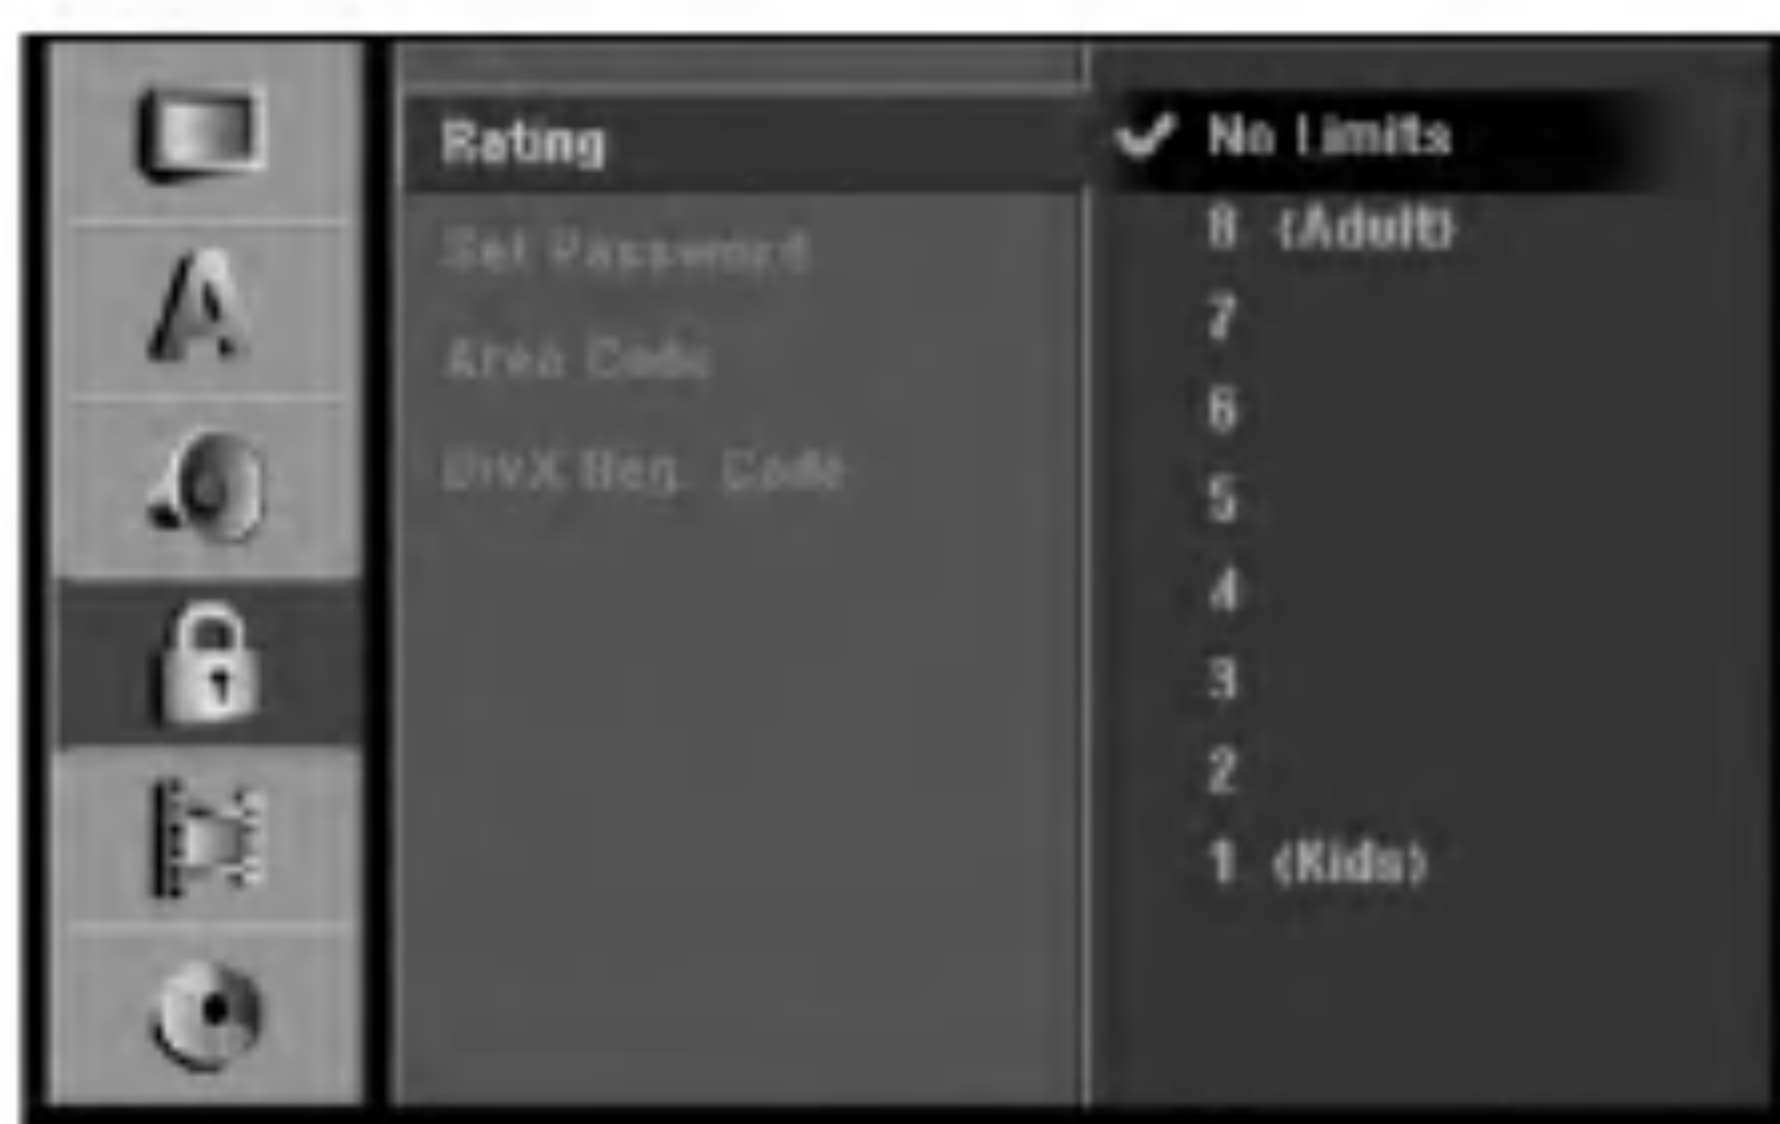 Rating
Set Password
Area Code
DivX Reg. Code
No Limits
8 (Adult)
7
6
5
4
3
2
1 (Kids)